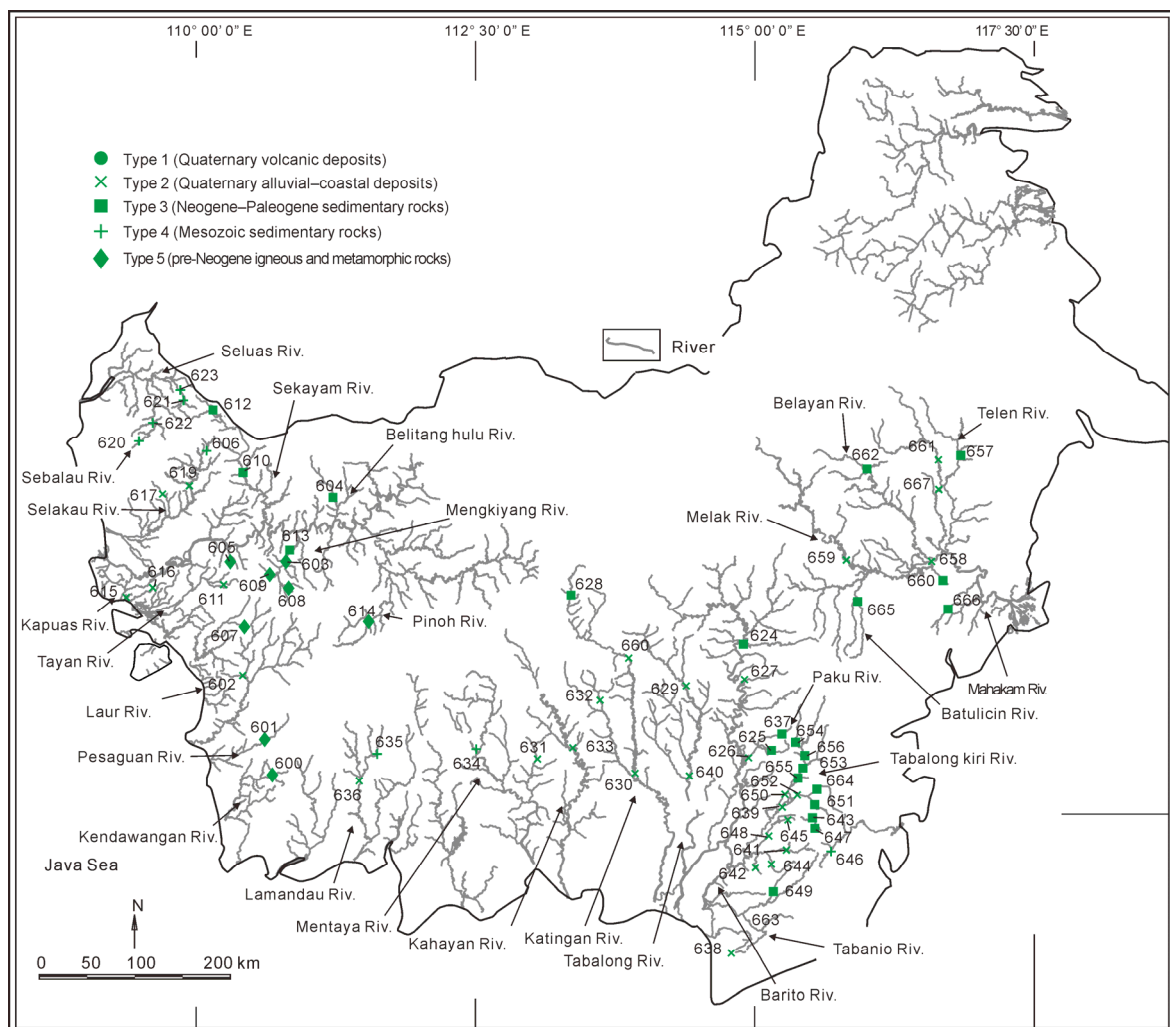 110° 00' 0" E
112° 30' 0" E
115° 00' 0" E
117° 30' 0" E
Type 1 (Quaternary volcanic deposits)
Type 2 (Quaternary alluvial–coastal deposits)
Type 3 (Neogene–Paleogene sedimentary rocks)
Type 4 (Mesozoic sedimentary rocks)
Type 5 (pre-Neogene igneous and metamorphic rocks)
River
Seluas Riv.
623
Sekayam Riv.
621
612
622
Belayan Riv.
Telen Riv.
620
606
Belitang hulu Riv.
661
657
662
Sebalau Riv.
610
619
604
667
617
Selakau Riv.
Mengkiyang Riv.
Melak Riv.
613
605
603
659
658
616
609
660
615
611
608
628
666
665
Kapuas Riv.
614
Pinoh Riv.
607
624
Tayan Riv.
660
Mahakam Riv.
602
627
Paku Riv.
629
Laur Riv.
632
Batulicin Riv.
601
637
654
Pesaguan Riv.
635
631
633
625
656
626
653
Tabalong kiri Riv.
600
634
655
652
664
636
630
640
650
651
639
643
Kendawangan Riv.
648
645
647
641
646
Java Sea
642
644
Lamandau Riv.
649
N
Mentaya Riv.
663
Kahayan Riv.
Katingan Riv.
638
Tabanio Riv.
Tabalong Riv.
0 50 100 200 km
Barito Riv.